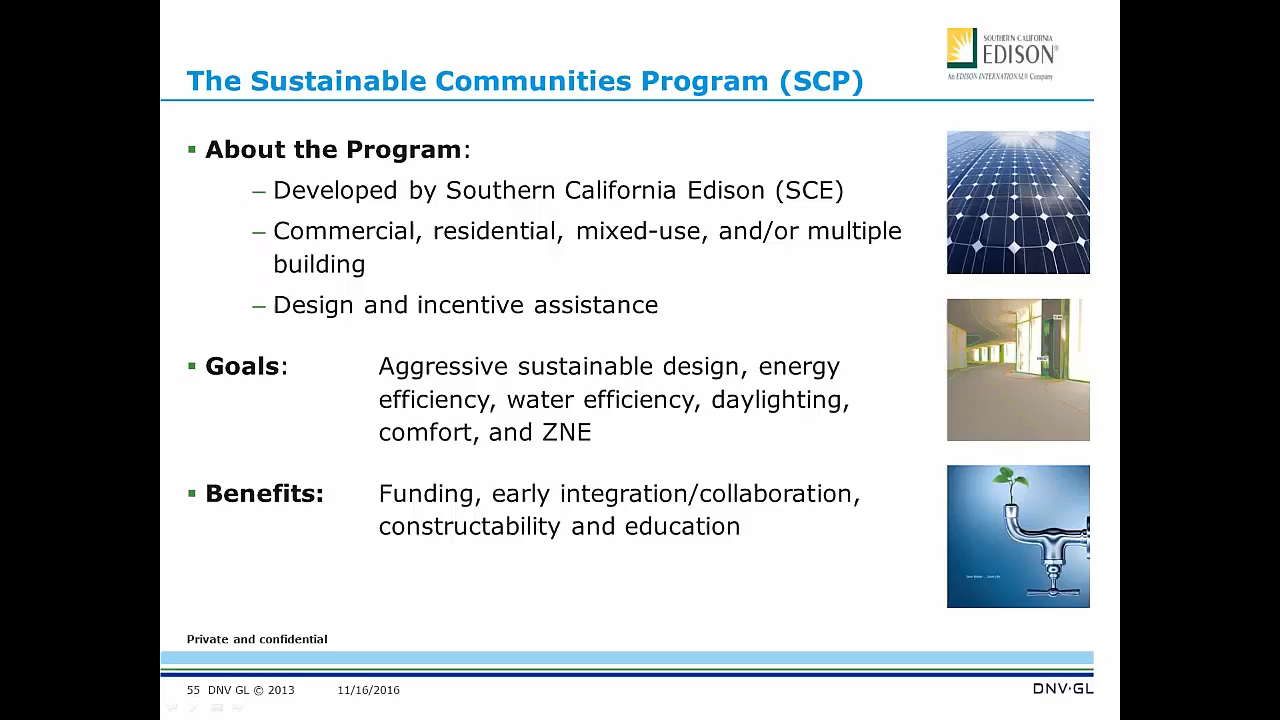 SOUTHERN CALIFORNIA
EDISON®
An EDISON INTERNATIONAL® Company
The Sustainable Communities Program (SCP)
About the Program:
– Developed by Southern California Edison (SCE)
– Commercial, residential, mixed-use, and/or multiple
building
– Design and incentive assistance
Goals: Aggressive sustainable design, energy
efficiency, water efficiency, daylighting,
comfort, and ZNE
Benefits: Funding, early integration/collaboration,
constructability and education
Private and confidential
55 DNV GL © 2013 11/16/2016
DNV·GL